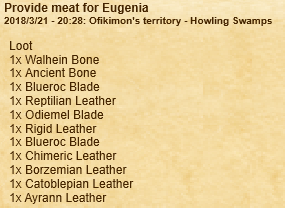 Provide meat for Eugenia
2018/3/21 - 20:28: Ofikimon's territory - Howling Swamps
Loot
1x Walhein Bone
1x Ancient Bone
1x Blueroc Blade
1x Reptilian Leather
1x Odiemel Blade
1x Rigid Leather
1x Blueroc Blade
1x Chimeric Leather
1x Borzemian Leather
1x Catoblepian Leather
1x Ayrann Leather